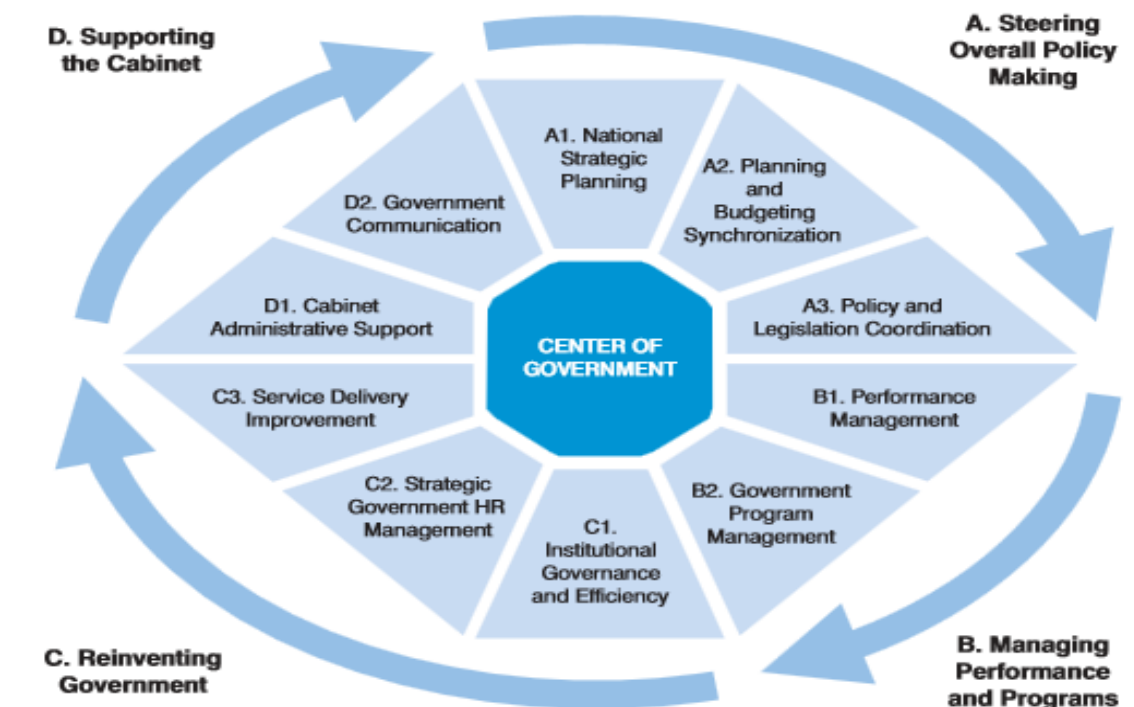 D. Supporting
the Cabinet
A. Steering
Overall Policy
Making
A1. National
Strategic
Planning
A2. Planning
and
Budgeting
Synchronization
D2. Government
Communication
D1. Cabinet
Administrative Support
A3. Policy and
Legislation Coordination
CENTER OF
GOVERNMENT
C3. Service Delivery
Improvement
B1. Performance
Management
C2. Strategic
Government HR
Management
B2. Government
Program
Management
C1.
Institutional
Governance
and Efficiency
C. Reinventing
Government
B. Managing
Performance
and Programs